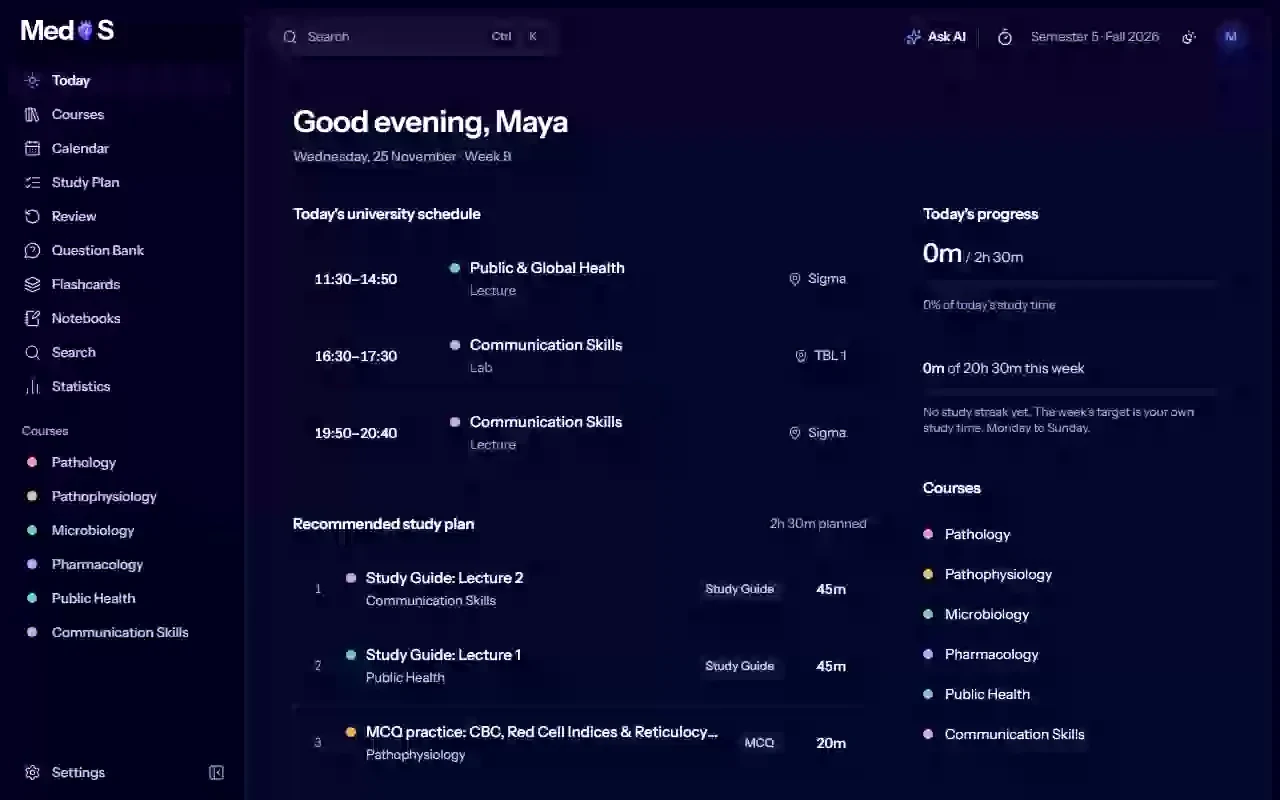 Med S
Today
Courses
Calendar
Study Plan
Review
Question Bank
Flashcards
Notebooks
Search
Statistics
Courses
Pathology
Pathophysiology
Microbiology
Pharmacology
Public Health
Communication Skills
Settings
Search Ctrl K
Ask AI
Semester 5 · Fall 2026
M
Good evening, Maya
Wednesday, 25 November · Week 9
Today's university schedule
11:30–14:50 Public & Global Health Sigma
Lecture
16:30–17:30 Communication Skills TBL 1
Lab
19:50–20:40 Communication Skills Sigma
Lecture
Recommended study plan 2h 30m planned
1 Study Guide: Lecture 2 Study Guide 45m
Communication Skills
2 Study Guide: Lecture 1 Study Guide 45m
Public Health
3 MCQ practice: CBC, Red Cell Indices & Reticulocy... MCQ 20m
Pathophysiology
Today's progress
0m / 2h 30m
0% of today's study time
0m of 20h 30m this week
No study streak yet. The week's target is your own
study time. Monday to Sunday.
Courses
Pathology
Pathophysiology
Microbiology
Pharmacology
Public Health
Communication Skills